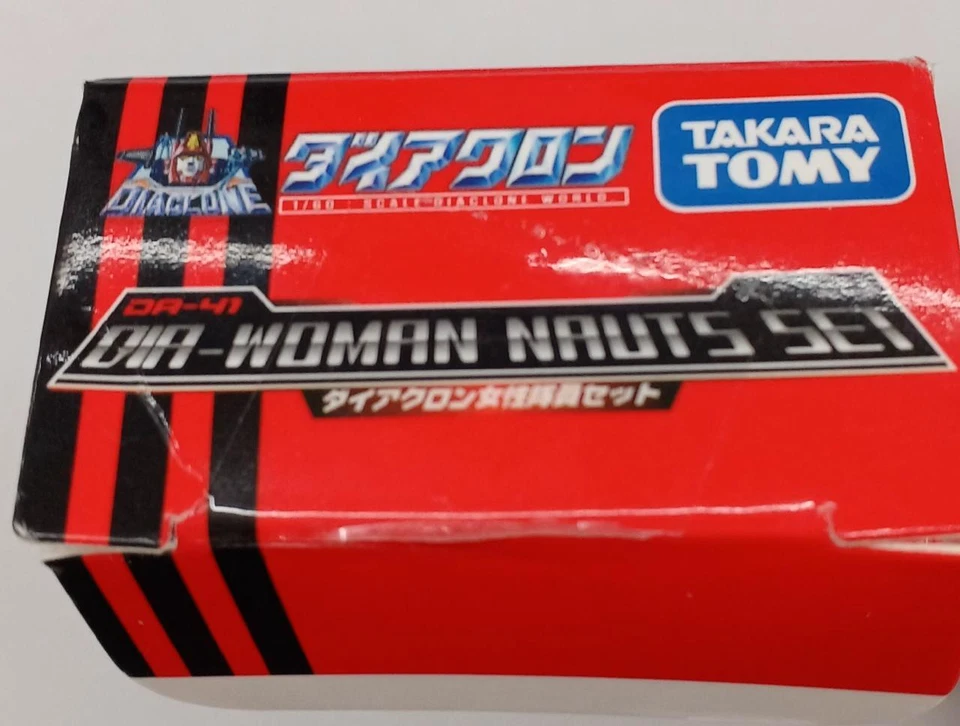 DIACLONE
ダイアクロン
1/60 SCALE DIACLONE WORLD
TAKARA
TOMY
DA-41
DIA-WOMAN NAUTS SET
ダイアクロン女性隊員セット